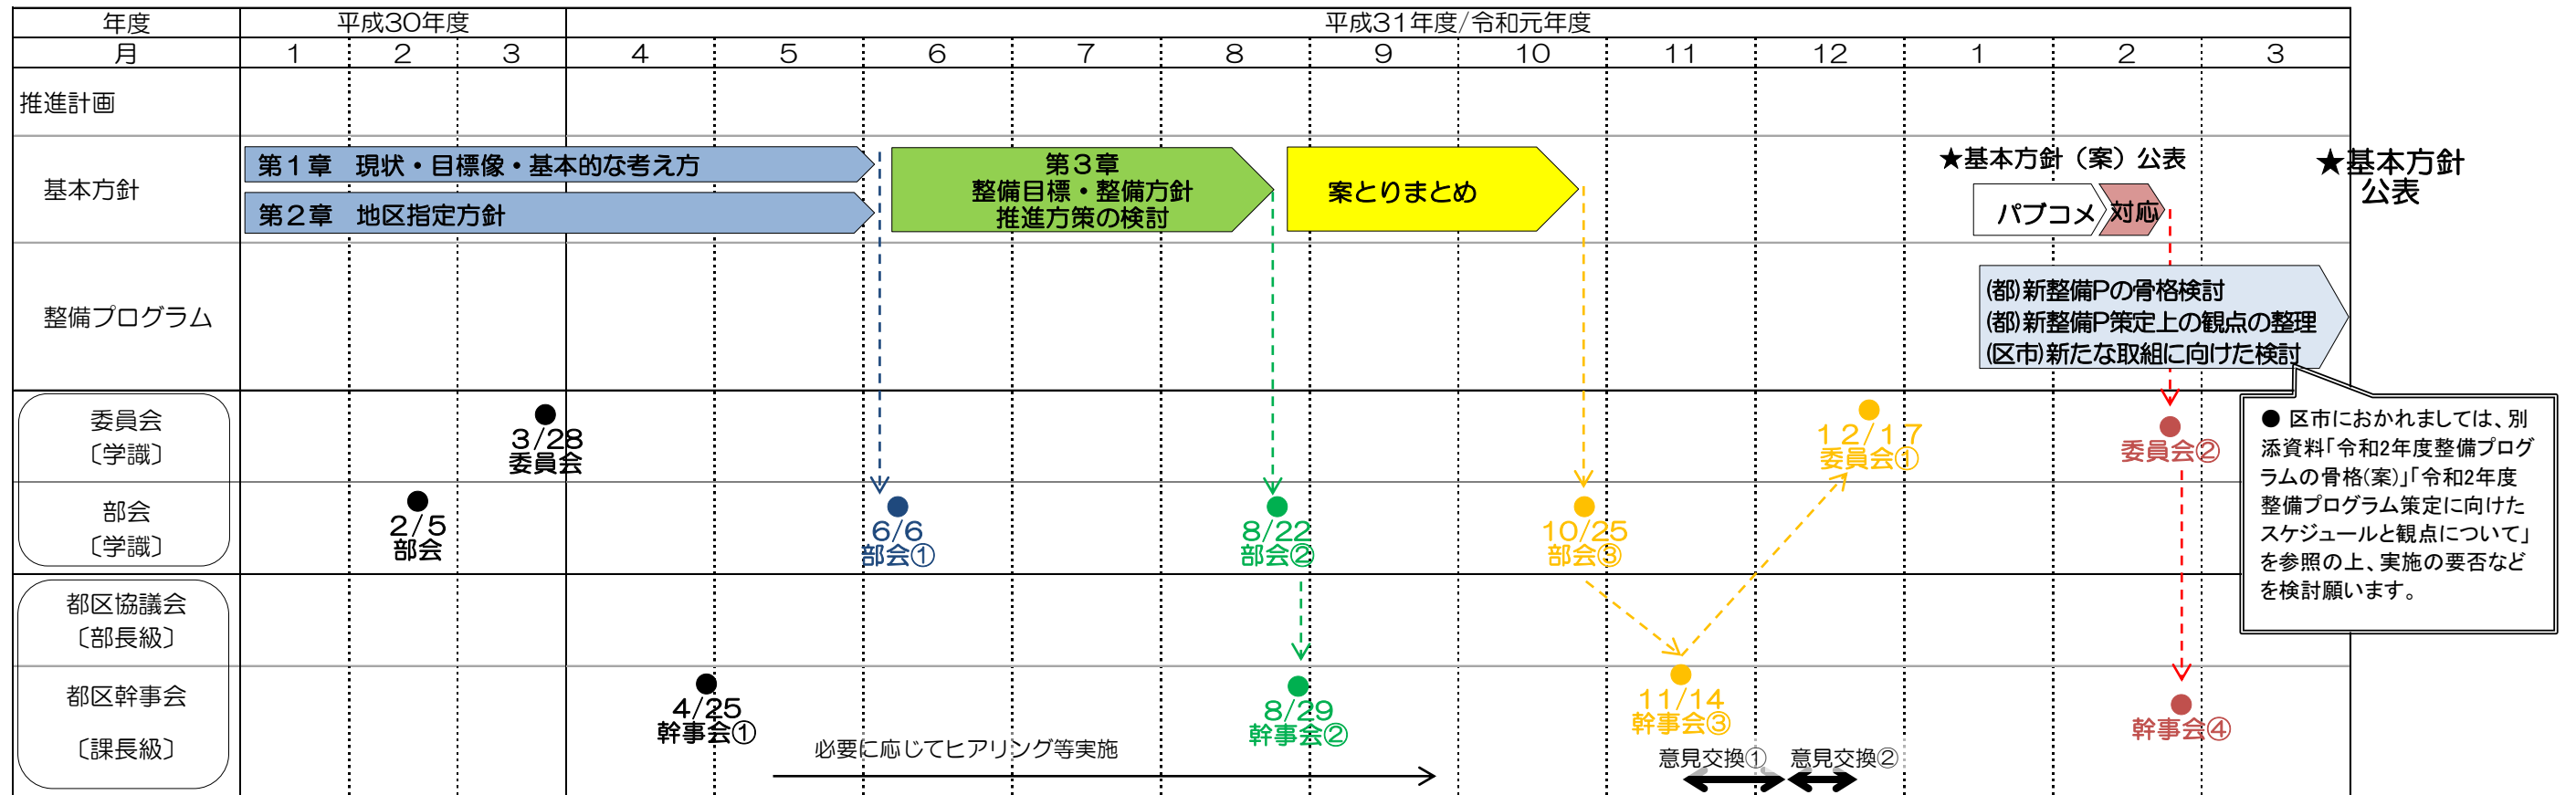 年度 平成30年度 平成31年度/令和元年度
月 1 2 3 4 5 6 7 8 9 10 11 12 1 2 3
推進計画
基本方針
第1章 現状・目標像・基本的な考え方
第2章 地区指定方針
第3章
整備目標・整備方針
推進方策の検討
案とりまとめ
★基本方針（案）公表
パブコメ 対応
★基本方針
公表
整備プログラム
(都)新整備Pの骨格検討
(都)新整備P策定上の観点の整理
(区市)新たな取組に向けた検討
● 区市におかれましては、別
添資料「令和2年度整備プログ
ラムの骨格(案)」「令和2年度
整備プログラム策定に向けた
スケジュールと観点について」
を参照の上、実施の要否など
を検討願います。
委員会
〔学識〕
3/28
委員会
12/17
委員会①
委員会②
部会
〔学識〕
2/5
部会
6/6
部会①
8/22
部会②
10/25
部会③
都区協議会
〔部長級〕
都区幹事会
〔課長級〕
4/25
幹事会①
8/29
幹事会②
11/14
幹事会③
幹事会④
必要に応じてヒアリング等実施
意見交換① 意見交換②